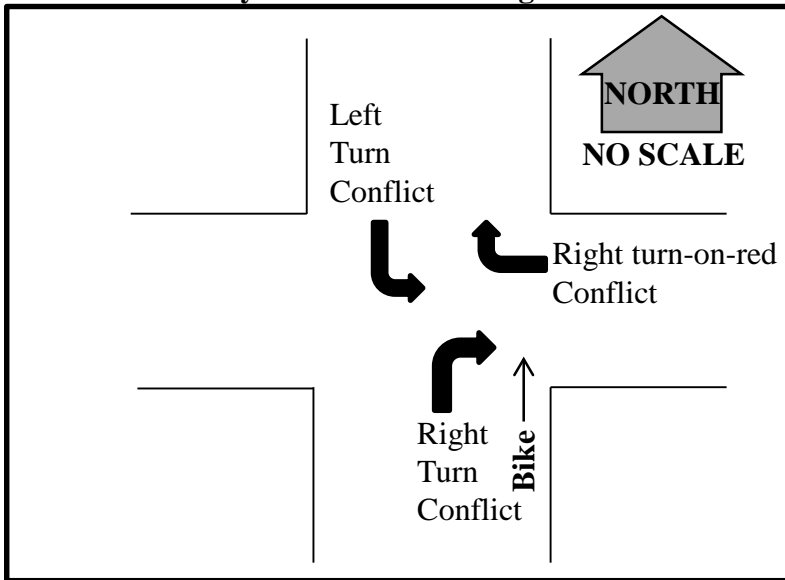 NORTH
NO SCALE
Left
Turn
Conflict
Right turn-on-red
Conflict
Right
Turn
Conflict
Bike